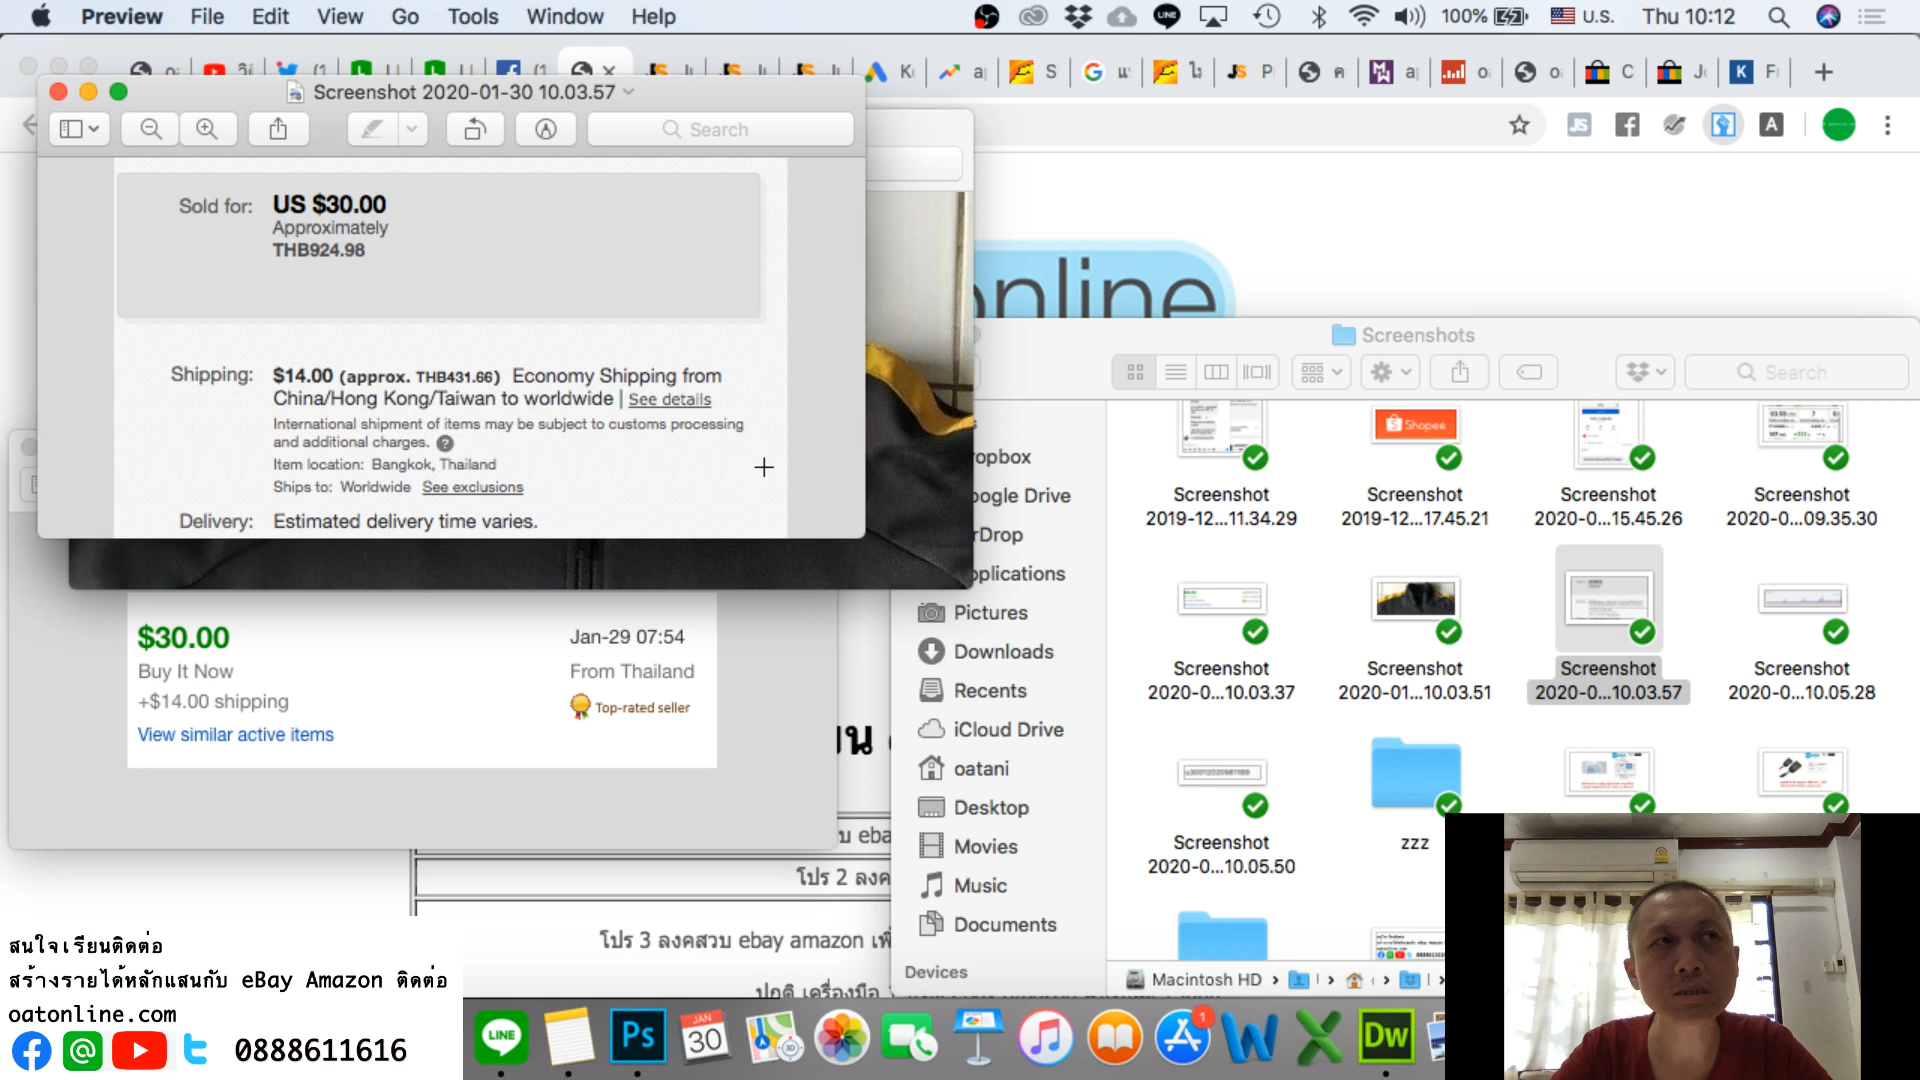 Preview File Edit View Go Tools Window Help
LINE
100%
U.S.
Thu 10:12
Screenshot 2020-01-30 10.03.57
Search
Sold for: US $30.00
Approximately
THB924.98
Shipping: $14.00 (approx. THB431.66) Economy Shipping from
China/Hong Kong/Taiwan to worldwide | See details
International shipment of items may be subject to customs processing
and additional charges. ?
Item location: Bangkok, Thailand
Ships to: Worldwide See exclusions
Delivery: Estimated delivery time varies.
$30.00
Buy It Now
+$14.00 shipping
View similar active items
Jan-29 07:54
From Thailand
Top-rated seller
โปร 2 ลงค
โปร 3 ลงคสวบ ebay amazon
Screenshots
Search
Applications
Pictures
Downloads
Recents
iCloud Drive
oatani
Desktop
Movies
Music
Documents
Devices
Shopee
Screenshot
2019-12...11.34.29
Screenshot
2019-12...17.45.21
Screenshot
2020-0...15.45.26
Screenshot
2020-0...09.35.30
Screenshot
2020-0...10.03.37
Screenshot
2020-01...10.03.51
Screenshot
2020-0...10.03.57
Screenshot
2020-0...10.05.28
Screenshot
2020-0...10.05.50
zzz
Macintosh HD
สนใจเรียนติดต่อ
สร้างรายได้หลักแสนกับ eBay Amazon ติดต่อ
oatonline.com
0888611616
LINE
Ps
JAN
30
1
Dw